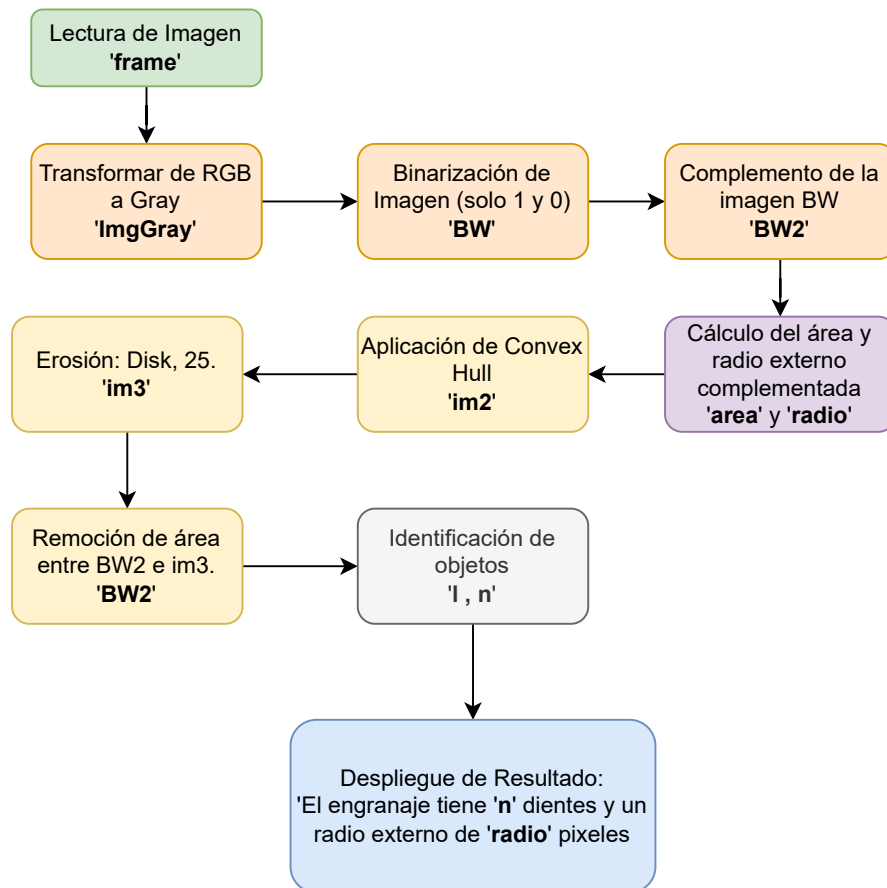 Lectura de Imagen
'frame'
Transformar de RGB
a Gray
'ImgGray'
Binarización de
Imagen (solo 1 y 0)
'BW'
Complemento de la
imagen BW
'BW2'
Cálculo del área y
radio externo
complementada
'area' y 'radio'
Aplicación de Convex
Hull
'im2'
Erosión: Disk, 25.
'im3'
Remoción de área
entre BW2 e im3.
'BW2'
Identificación de
objetos
'l , n'
Despliegue de Resultado:
'El engranaje tiene 'n' dientes y un
radio externo de 'radio' pixeles